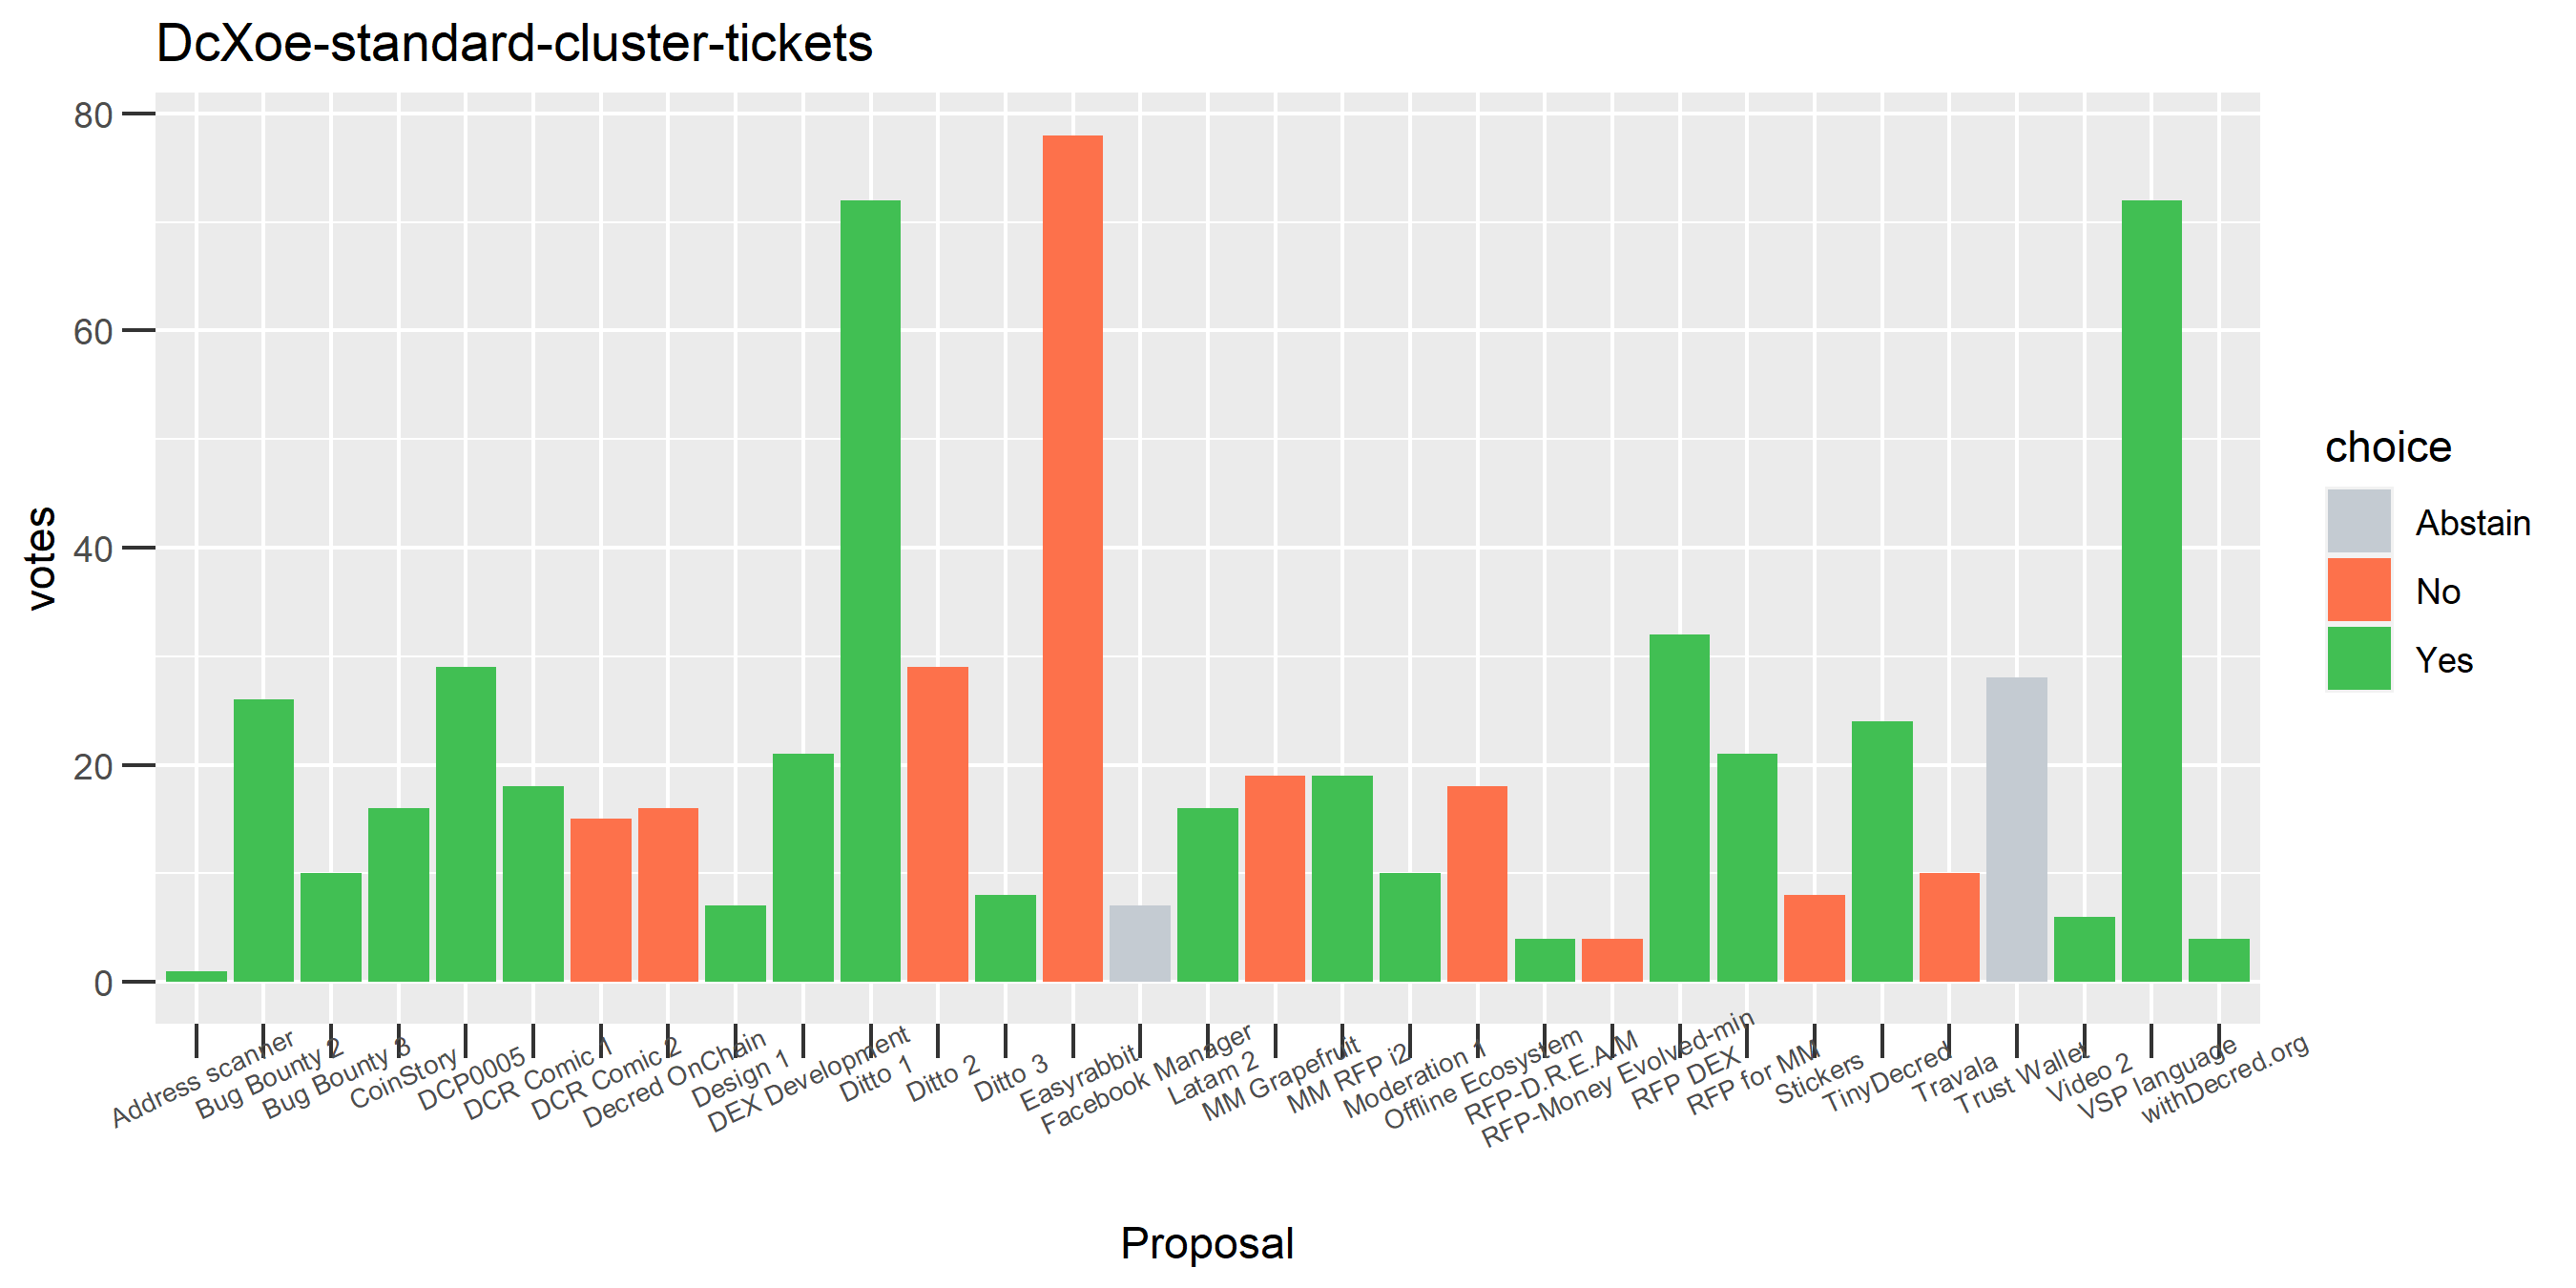 DcXoe-standard-cluster-tickets
80
60
40
20
0
votes
Address scanner
Bug Bounty 2
Bug Bounty 3
CoinStory
DCP0005
DCR Comic 1
DCR Comic 2
Decred OnChain
Design 1
DEX Development
Ditto 1
Ditto 2
Ditto 3
Easyrabbit
Facebook Manager
Latam 2
MM Grapefruit
MM RFP i2
Moderation 1
Offline Ecosystem
RFP-D.R.E.A.M
RFP-Money Evolved-min
RFP DEX
RFP for MM
Stickers
TinyDecred
Travala
Trust Wallet
Video 2
VSP language
withDecred.org
Proposal
choice
Abstain
No
Yes